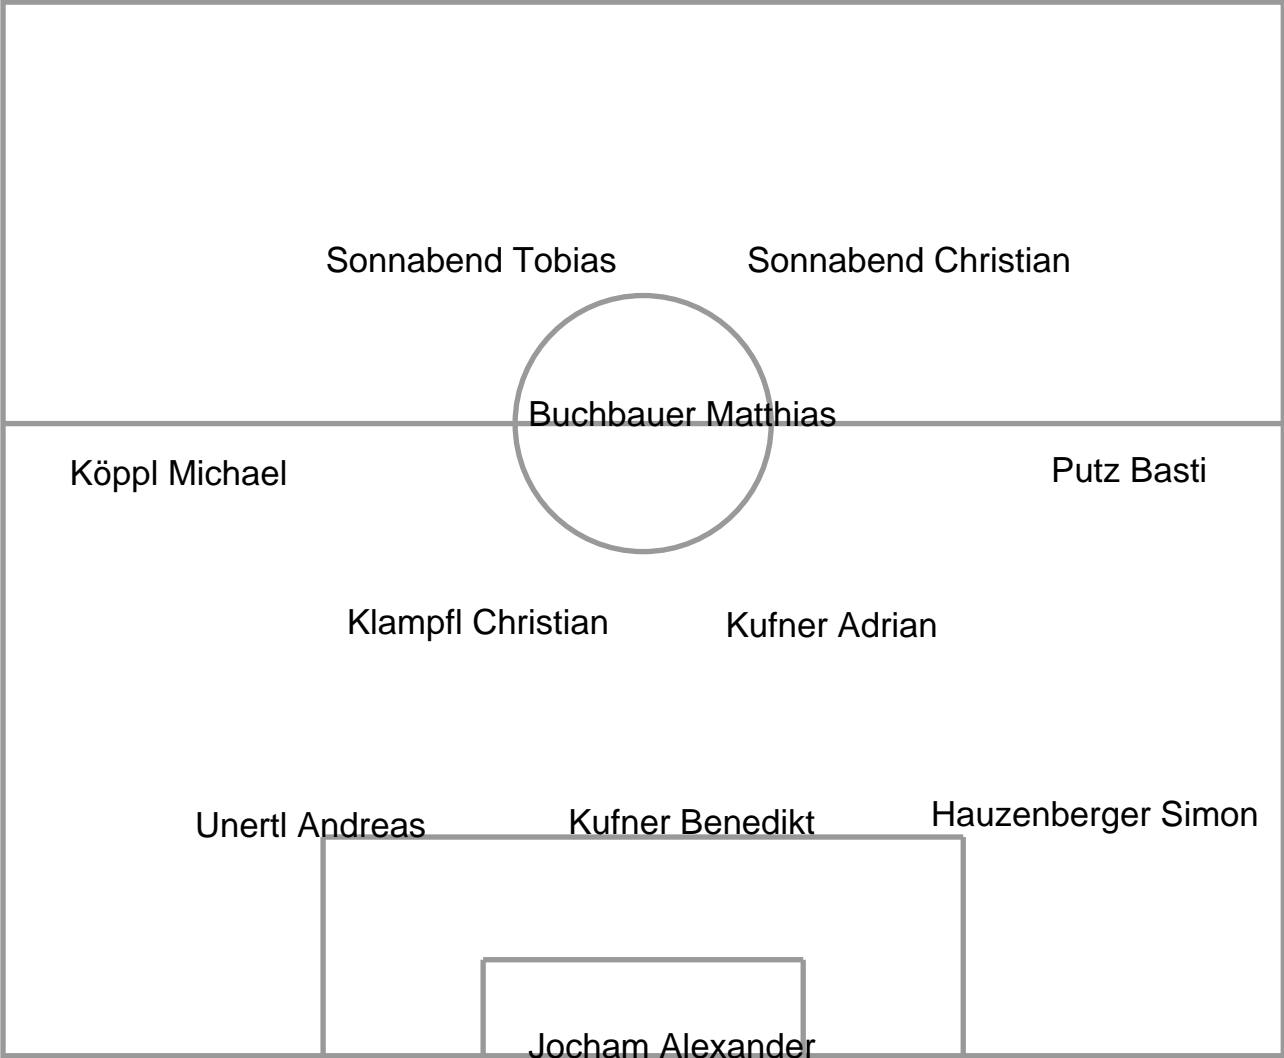 Sonnabend Tobias
Sonnabend Christian
Buchbauer Matthias
Köppl Michael
Putz Basti
Klampfl Christian
Kufner Adrian
Unertl Andreas
Kufner Benedikt
Hauzenberger Simon
Jocham Alexander